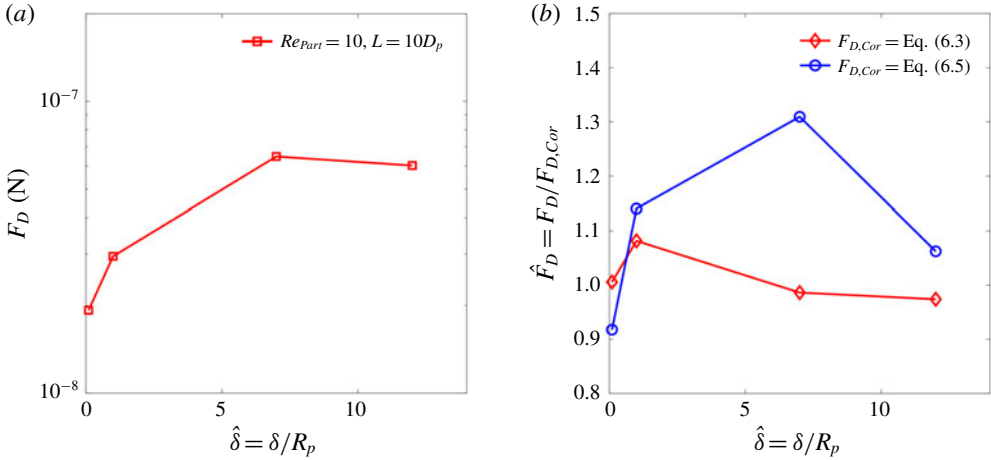 (a)
Re_Part = 10, L = 10D_p
10^-7
10^-8
F_D (N)
0
5
10
δ̂ = δ/R_p
(b)
F_D,Cor = Eq. (6.3)
F_D,Cor = Eq. (6.5)
1.5
1.4
1.3
1.2
1.1
1.0
0.9
0.8
F̂_D = F_D/F_D,Cor
0
5
10
δ̂ = δ/R_p